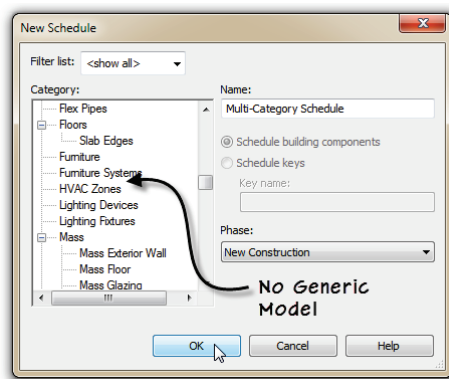 New Schedule
Filter list: <show all>
Category:
Flex Pipes
Floors
Slab Edges
Furniture
Furniture Systems
HVAC Zones
Lighting Devices
Lighting Fixtures
Mass
Mass Exterior Wall
Mass Floor
Mass Glazing
Name:
Multi-Category Schedule
Schedule building components
Schedule keys
Key name:
Phase:
New Construction
No Generic
Model
OK
Cancel
Help